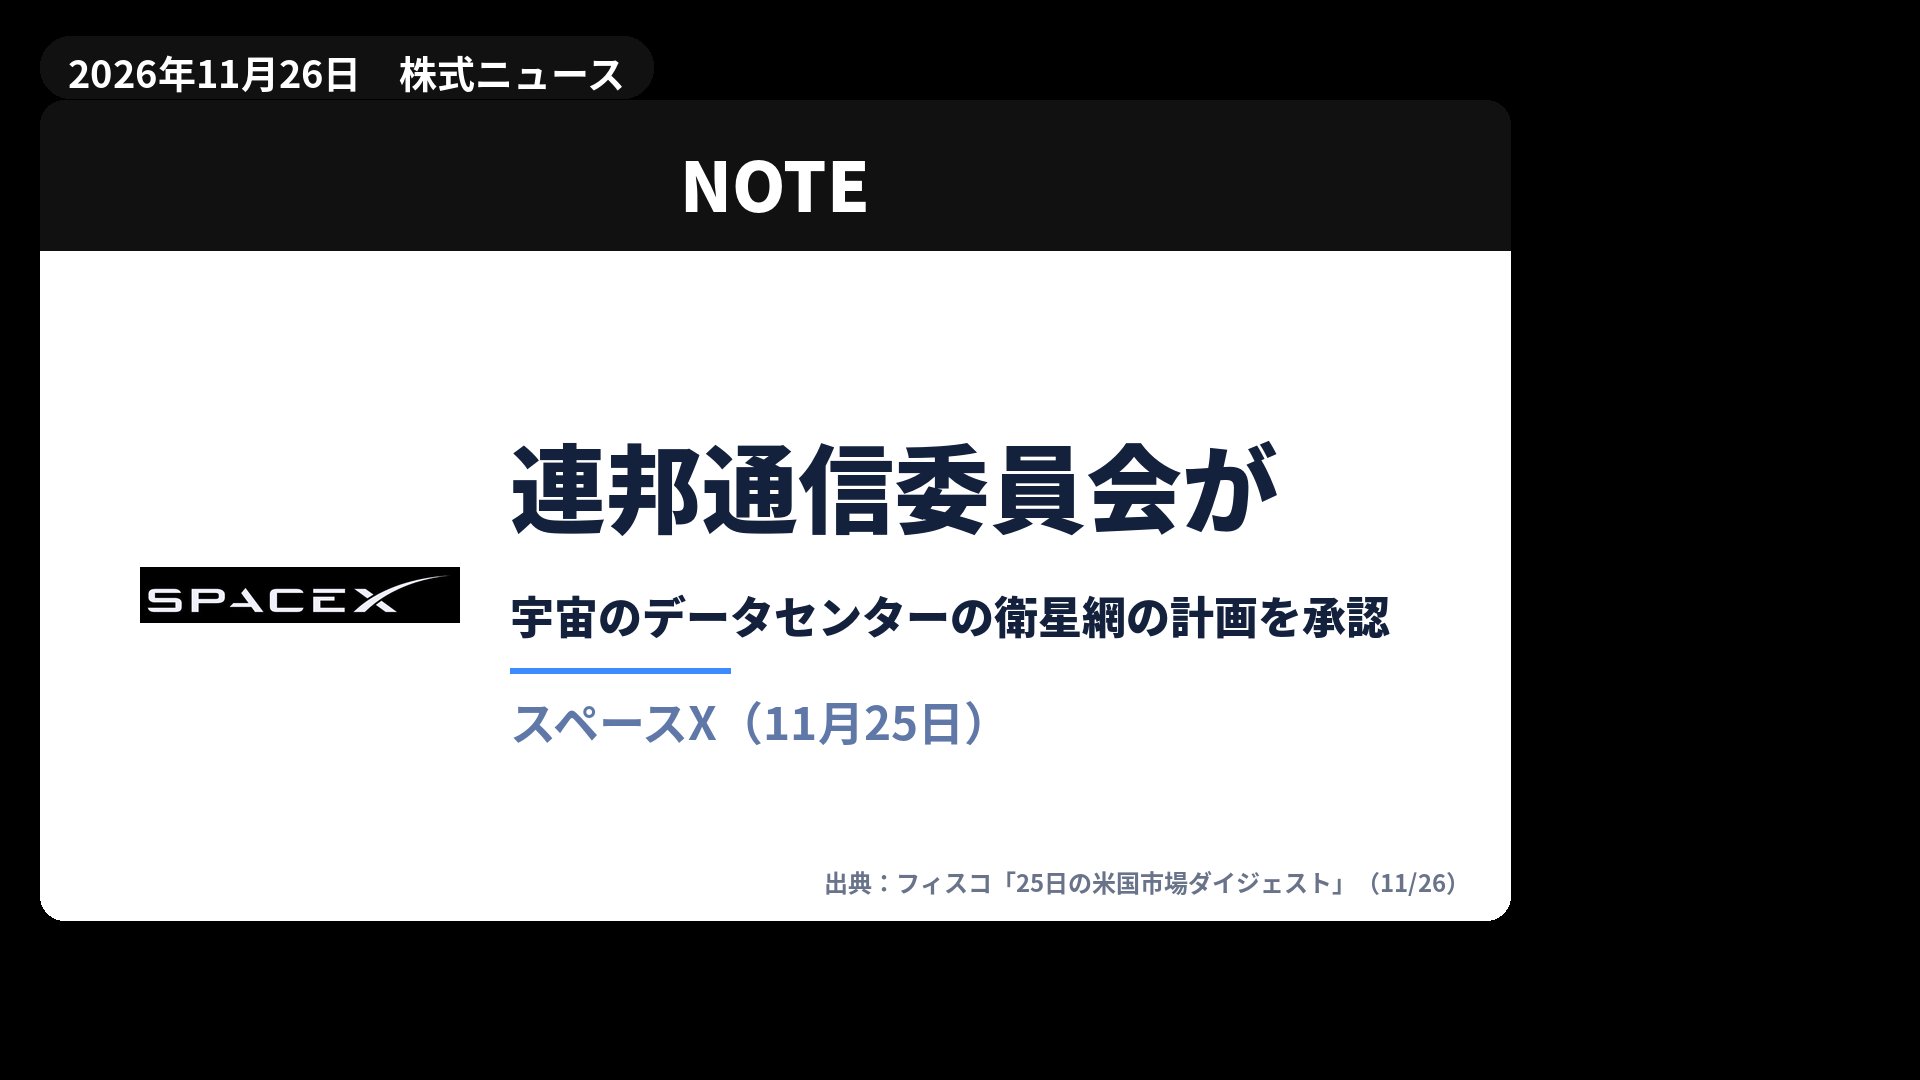 2026年11月26日　株式ニュース
NOTE
連邦通信委員会が
SPACEX
宇宙のデータセンターの衛星網の計画を承認
スペースX（11月25日）
出典：フィスコ「25日の米国市場ダイジェスト」（11/26）